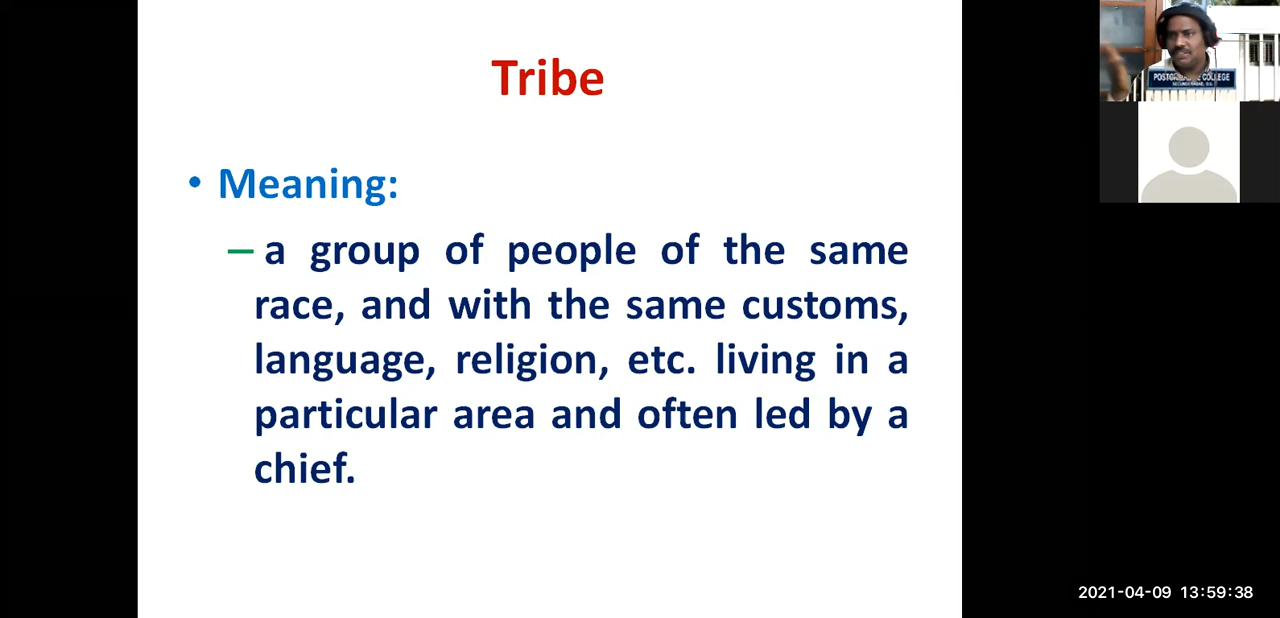 Tribe
• Meaning:
– a group of people of the same
race, and with the same customs,
language, religion, etc. living in a
particular area and often led by a
chief.
COLLEGE
2021-04-09 13:59:38